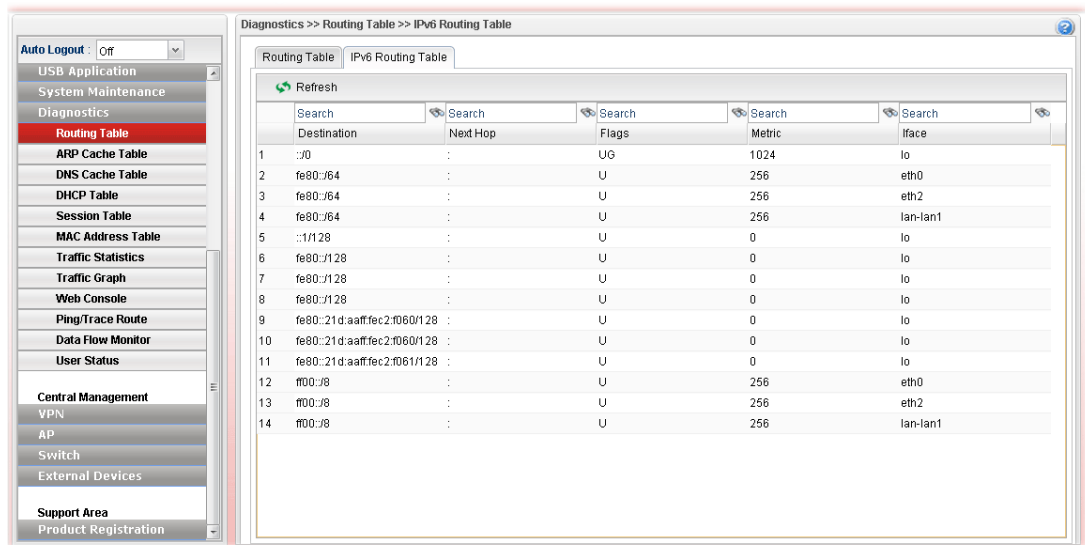 Diagnostics >> Routing Table >> IPv6 Routing Table
Auto Logout : Off
USB Application
System Maintenance
Diagnostics
Routing Table
ARP Cache Table
DNS Cache Table
DHCP Table
Session Table
MAC Address Table
Traffic Statistics
Traffic Graph
Web Console
Ping/Trace Route
Data Flow Monitor
User Status
Central Management
VPN
AP
Switch
External Devices
Support Area
Product Registration
Routing Table IPv6 Routing Table
Refresh
Search Search Search Search Search
Destination Next Hop Flags Metric Iface
1 ::/0 : UG 1024 lo
2 fe80::/64 : U 256 eth0
3 fe80::/64 : U 256 eth2
4 fe80::/64 : U 256 lan-lan1
5 ::1/128 : U 0 lo
6 fe80::/128 : U 0 lo
7 fe80::/128 : U 0 lo
8 fe80::/128 : U 0 lo
9 fe80::21d:aaff:fec2:f060/128 : U 0 lo
10 fe80::21d:aaff:fec2:f060/128 : U 0 lo
11 fe80::21d:aaff:fec2:f061/128 : U 0 lo
12 ff00::/8 : U 256 eth0
13 ff00::/8 : U 256 eth2
14 ff00::/8 : U 256 lan-lan1